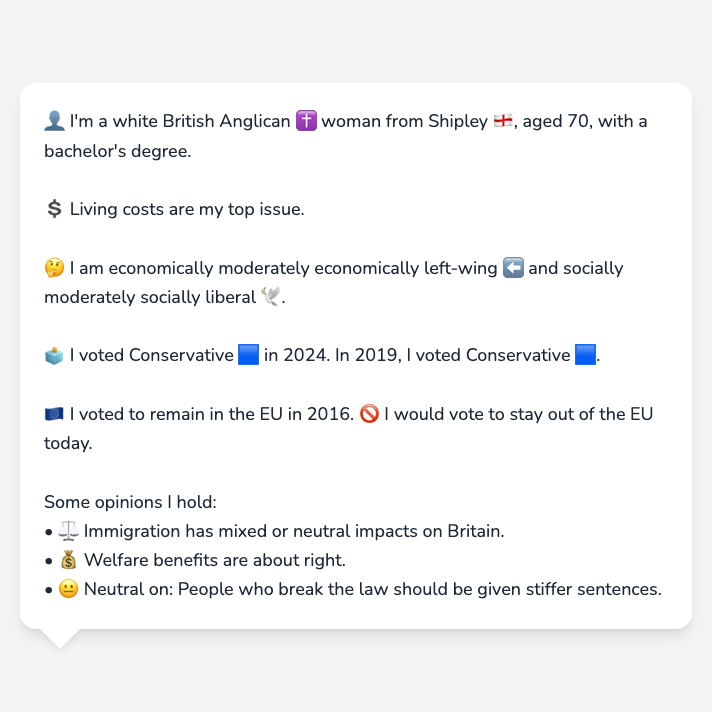 👤 I'm a white British Anglican ✝️ woman from Shipley 🏴󠁧󠁢󠁥󠁮󠁧󠁿, aged 70, with a
bachelor's degree.
💲 Living costs are my top issue.
🤔 I am economically moderately economically left-wing ⬅️ and socially
moderately socially liberal 🕊️.
🗳️ I voted Conservative 🟦 in 2024. In 2019, I voted Conservative 🟦.
🇪🇺 I voted to remain in the EU in 2016. 🚫 I would vote to stay out of the EU
today.
Some opinions I hold:
• ⚖️ Immigration has mixed or neutral impacts on Britain.
• 💰 Welfare benefits are about right.
• 😐 Neutral on: People who break the law should be given stiffer sentences.